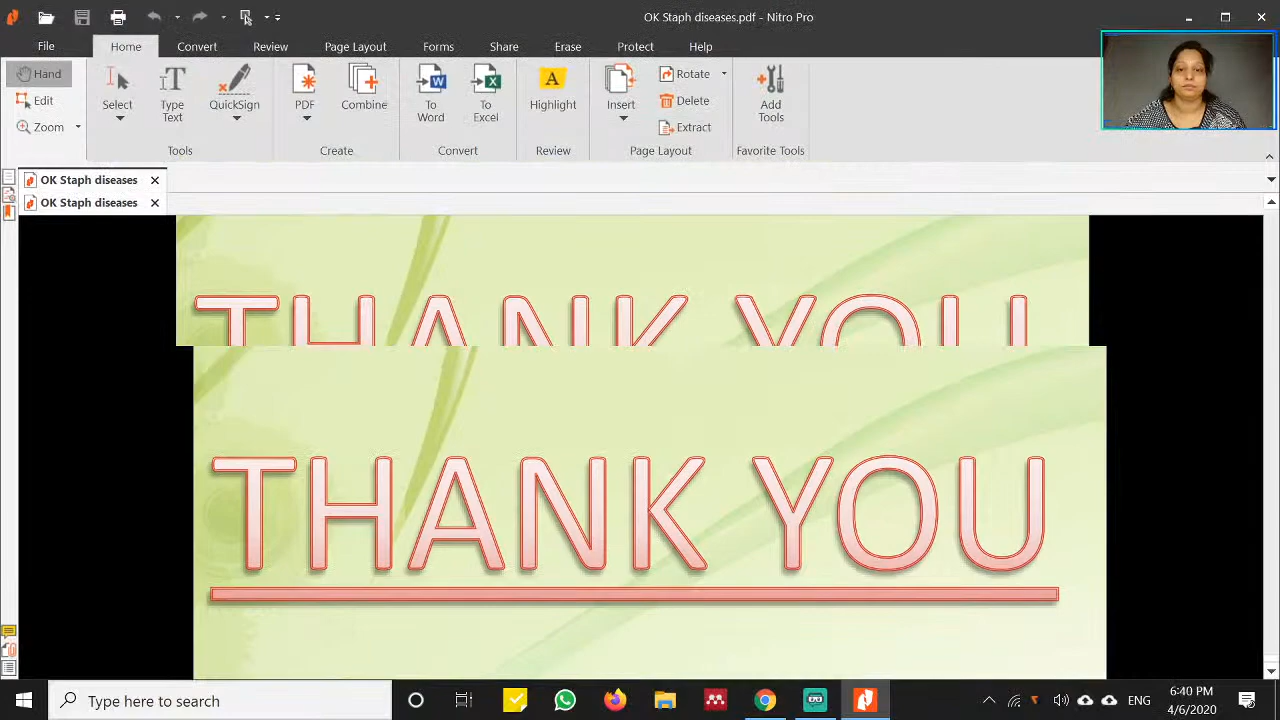 OK Staph diseases.pdf - Nitro Pro
File Home Convert Review Page Layout Forms Share Erase Protect Help
Hand
Edit
Zoom
Select
Type Text
QuickSign
Tools
PDF
Combine
Create
To Word
To Excel
Convert
Highlight
Review
Insert
Rotate
Delete
Extract
Page Layout
Add Tools
Favorite Tools
OK Staph diseases
OK Staph diseases
THANK YOU
THANK YOU
Type here to search
ENG
6:40 PM
4/6/2020